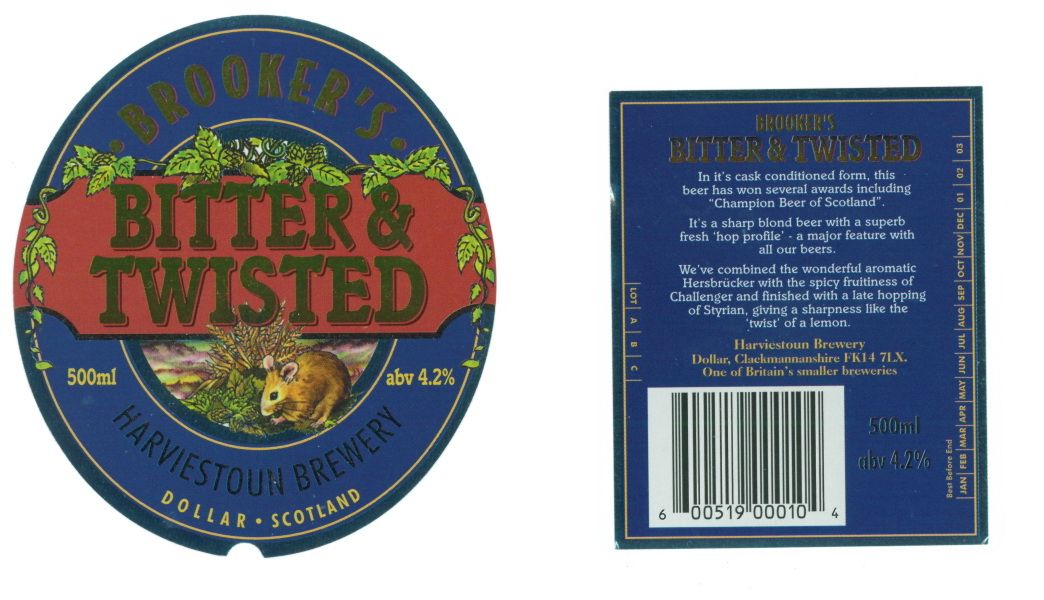 BROOKER'S
BITTER &
TWISTED
500ml
abv 4.2%
HARVIESTOUN BREWERY
DOLLAR • SCOTLAND
BROOKER'S
BITTER & TWISTED
In it's cask conditioned form, this
beer has won several awards including
“Champion Beer of Scotland”.
It's a sharp blond beer with a superb
fresh ‘hop profile’ - a major feature with
all our beers.
We've combined the wonderful aromatic
Hersbrücker with the spicy fruitiness of
Challenger and finished with a late hopping
of Styrian, giving a sharpness like the
‘twist’ of a lemon.
Harviestoun Brewery
Dollar, Clackmannanshire FK14 7LX.
One of Britain's smaller breweries
LOT A B C
6 00519 00010 4
500ml
abv 4.2%
Best Before End
JAN FEB MAR APR MAY JUN JUL AUG SEP OCT NOV DEC 01 02 03